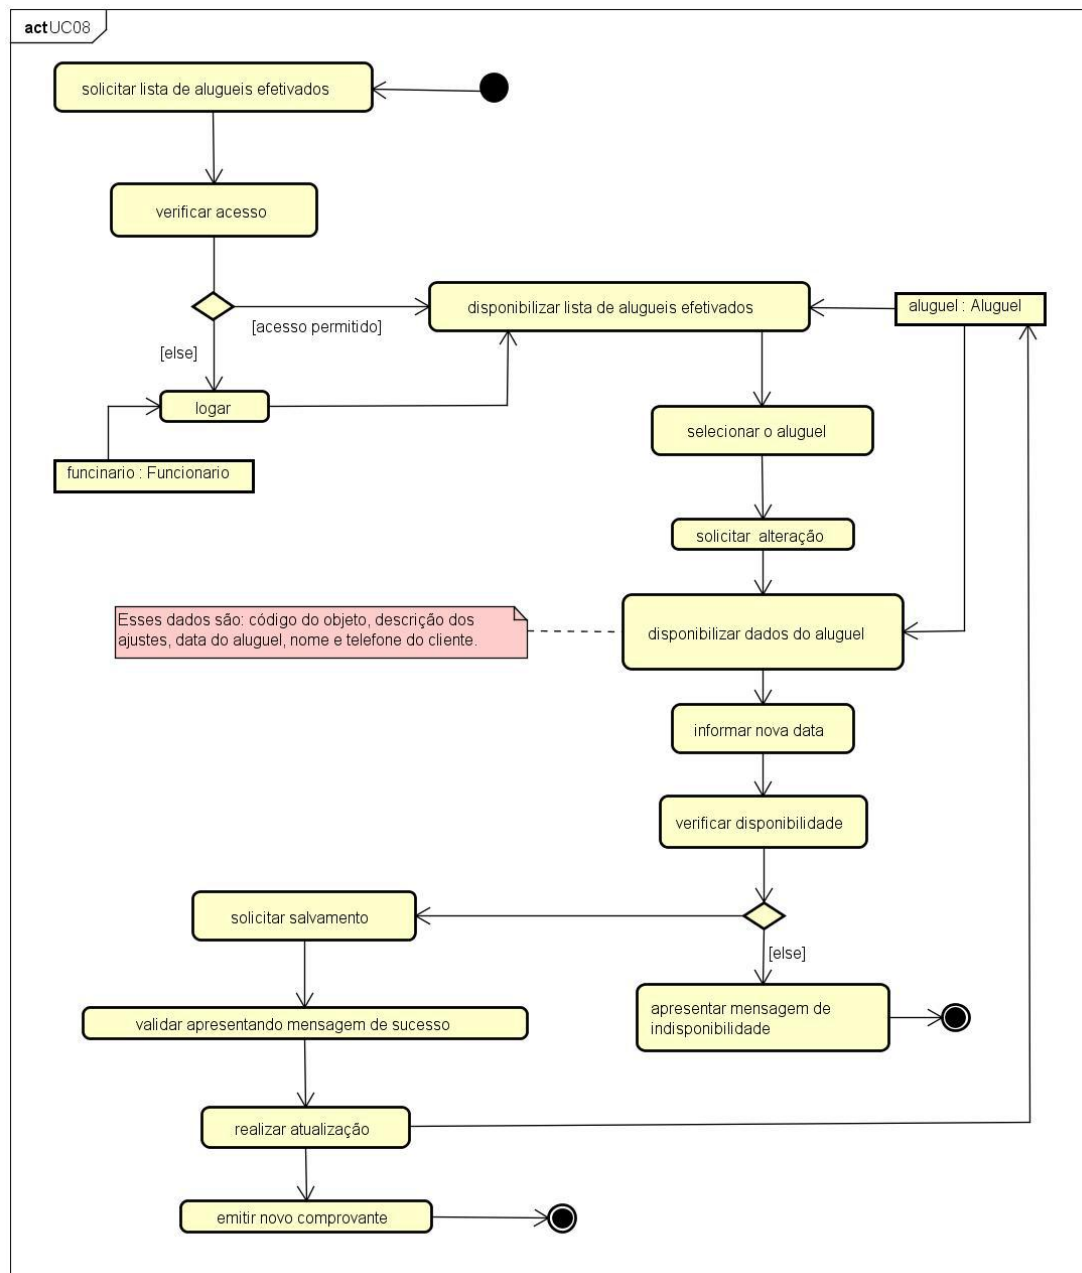 actUC08
solicitar lista de alugueis efetivados
verificar acesso
[acesso permitido]
[else]
disponibilizar lista de alugueis efetivados
aluguel : Aluguel
logar
funcinario : Funcionario
selecionar o aluguel
solicitar alteração
Esses dados são: código do objeto, descrição dos
ajustes, data do aluguel, nome e telefone do cliente.
disponibilizar dados do aluguel
informar nova data
verificar disponibilidade
solicitar salvamento
[else]
apresentar mensagem de
indisponibilidade
validar apresentando mensagem de sucesso
realizar atualização
emitir novo comprovante